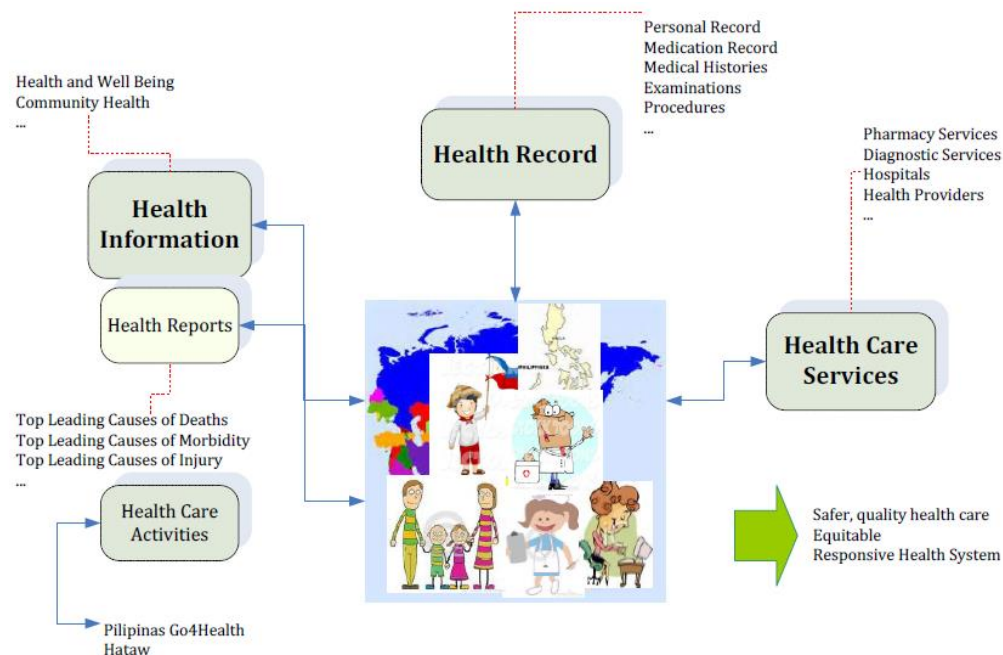 Personal Record
Medication Record
Medical Histories
Examinations
Procedures
...
Health and Well Being
Community Health
...
Health Record
Pharmacy Services
Diagnostic Services
Hospitals
Health Providers
...
Health
Information
Health Reports
PHILIPPINES
Health Care
Services
Top Leading Causes of Deaths
Top Leading Causes of Morbidity
Top Leading Causes of Injury
...
Health Care
Activities
Safer, quality health care
Equitable
Responsive Health System
Pilipinas Go4Health
Hataw